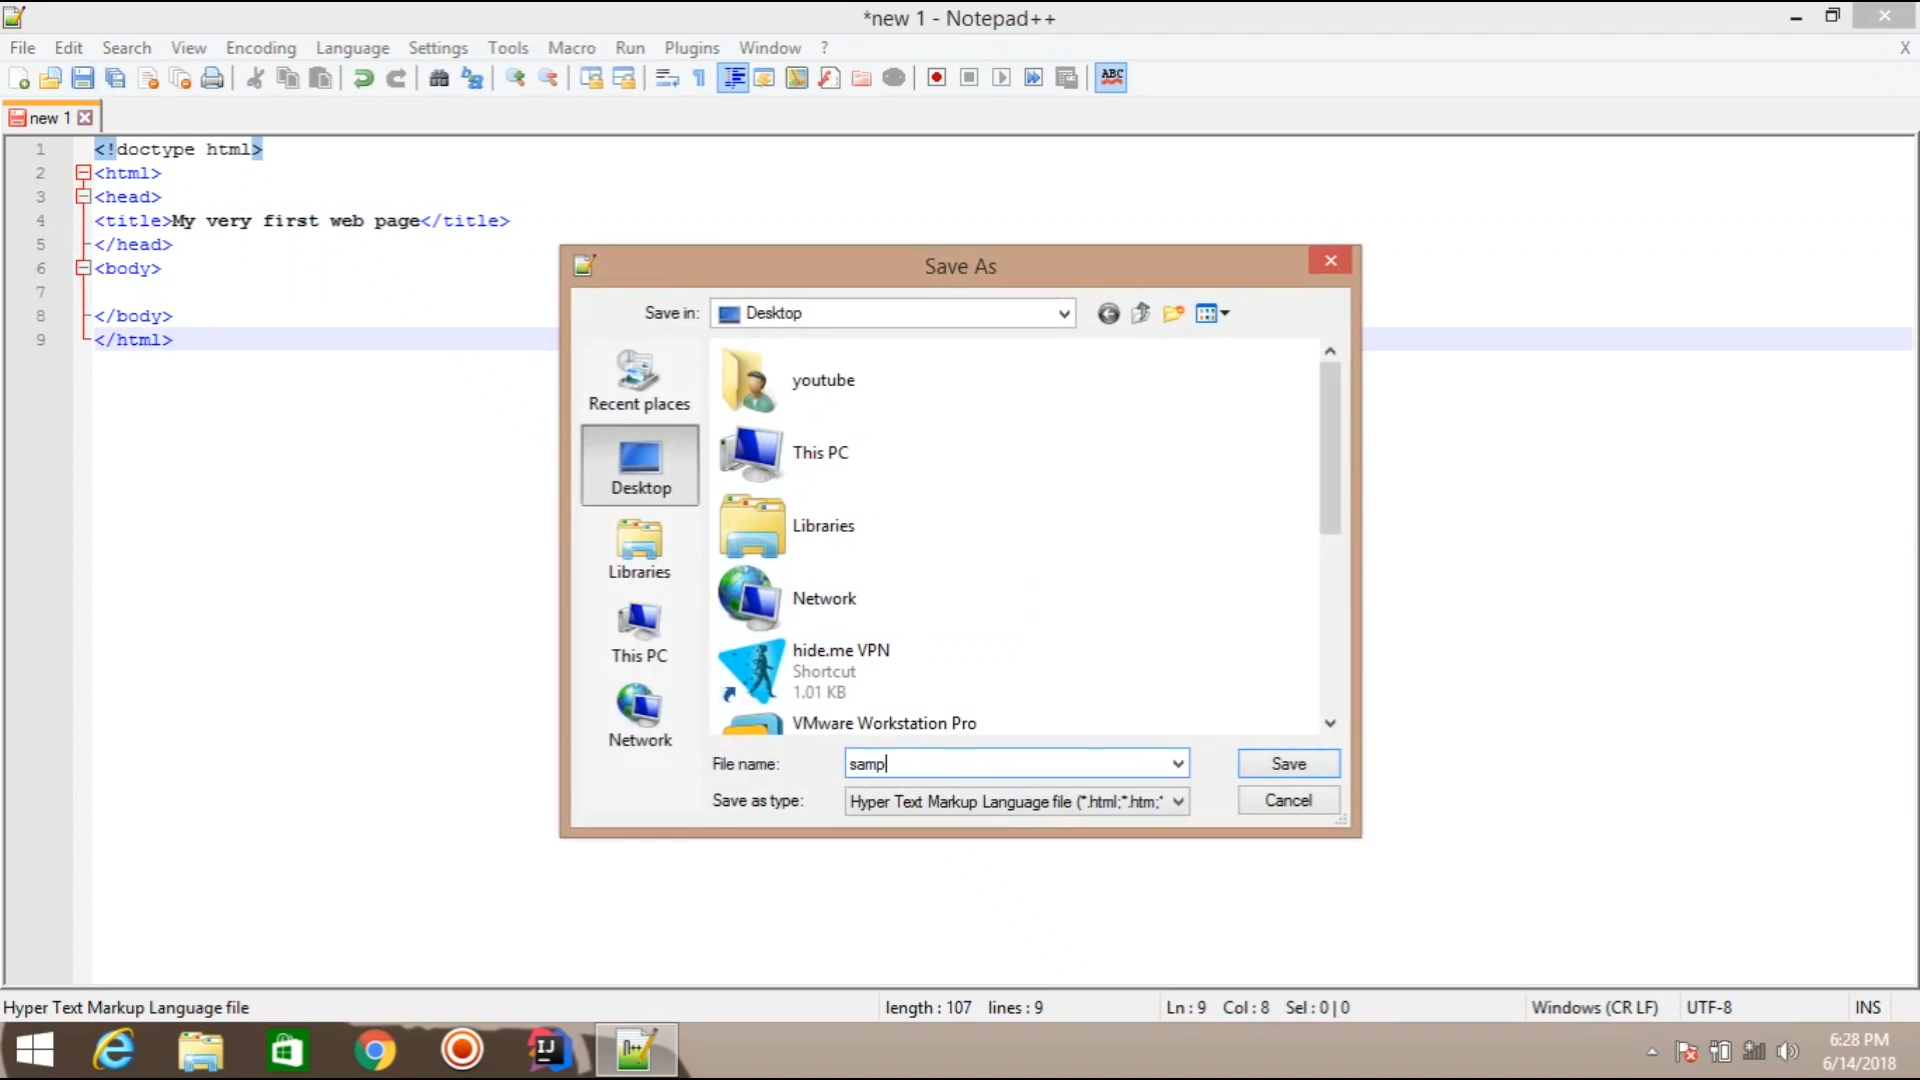 *new 1 - Notepad++
File Edit Search View Encoding Language Settings Tools Macro Run Plugins Window ? X
ABC
new 1
1 <!doctype html>
2 <html>
3 <head>
4 <title>My very first web page</title>
5 </head>
6 <body>
7
8 </body>
9 </html>
Save As
Save in: Desktop
Recent places
Desktop
Libraries
This PC
Network
youtube
This PC
Libraries
Network
hide.me VPN
Shortcut
1.01 KB
VMware Workstation Pro
File name: samp Save
Save as type: Hyper Text Markup Language file (*.html;*.htm;* Cancel
Hyper Text Markup Language file length : 107 lines : 9 Ln : 9 Col : 8 Sel : 0 | 0 Windows (CR LF) UTF-8 INS
IJ
N++
6:28 PM
6/14/2018